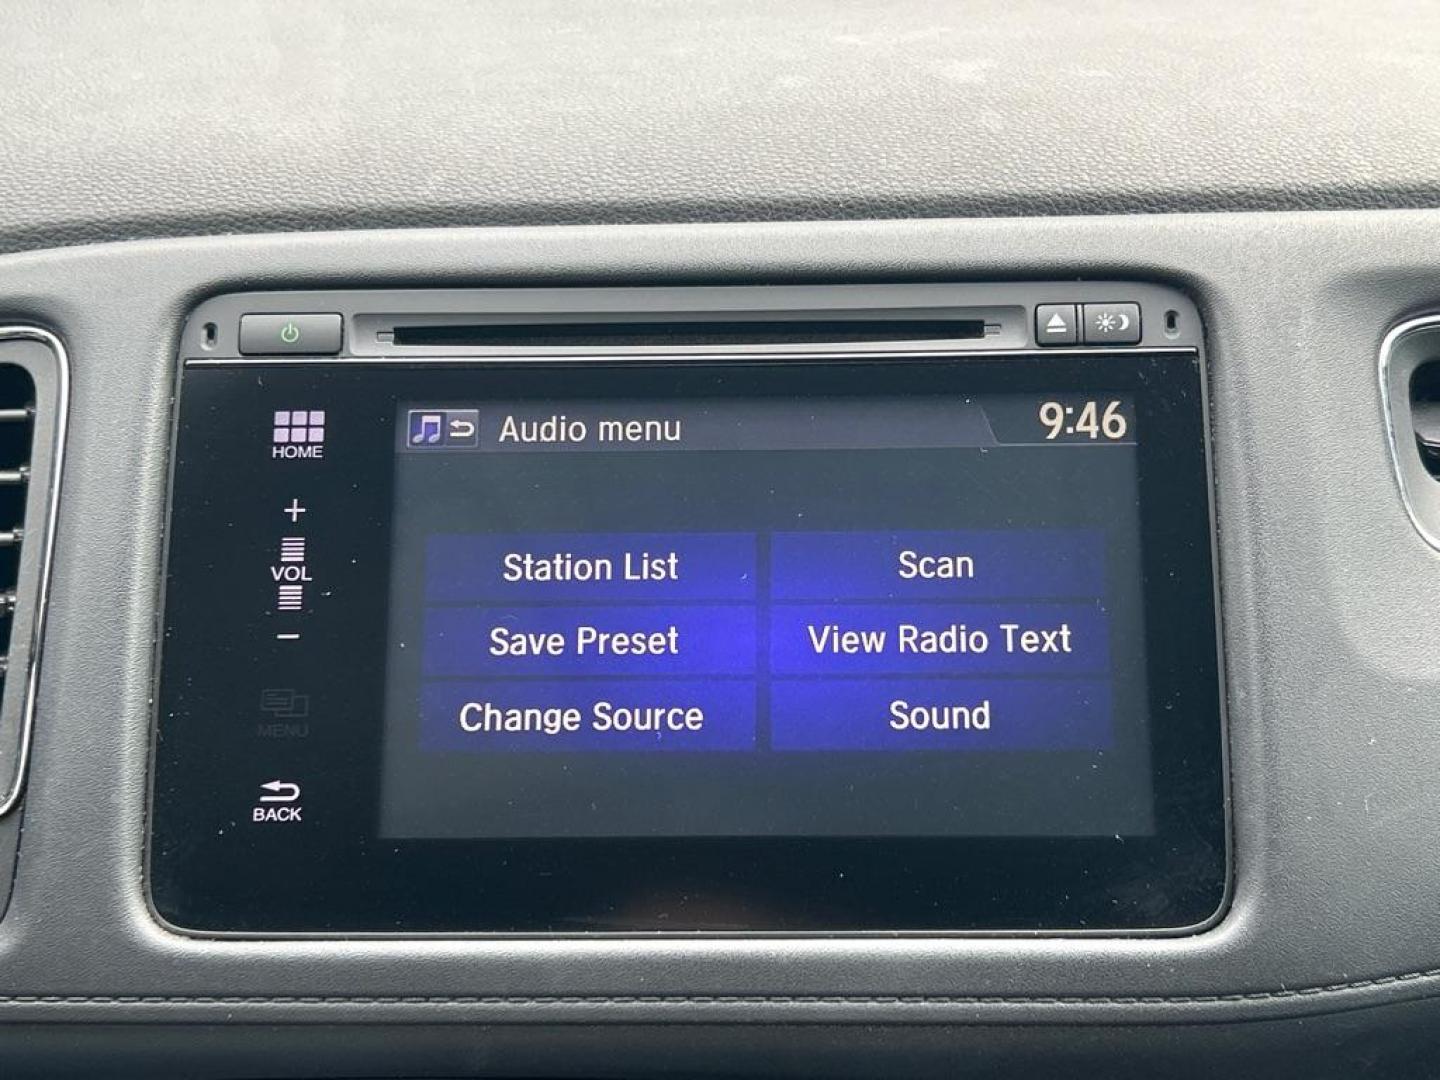 HOME
Audio menu
9:46
+
VOL
−
Station List
Scan
Save Preset
View Radio Text
Change Source
Sound
MENU
BACK